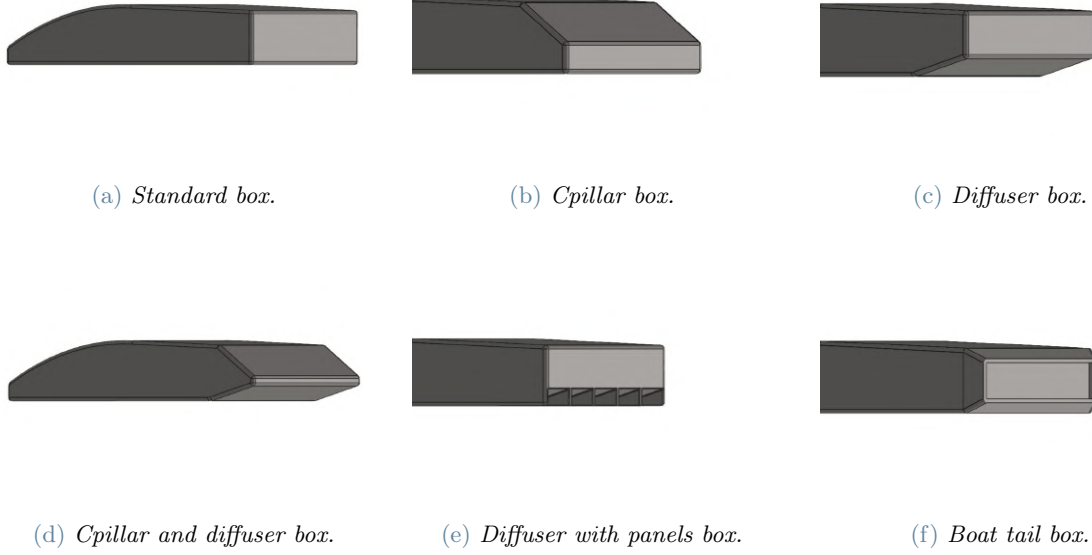 (a) Standard box.
(b) Cpillar box.
(c) Diffuser box.
(d) Cpillar and diffuser box.
(e) Diffuser with panels box.
(f) Boat tail box.